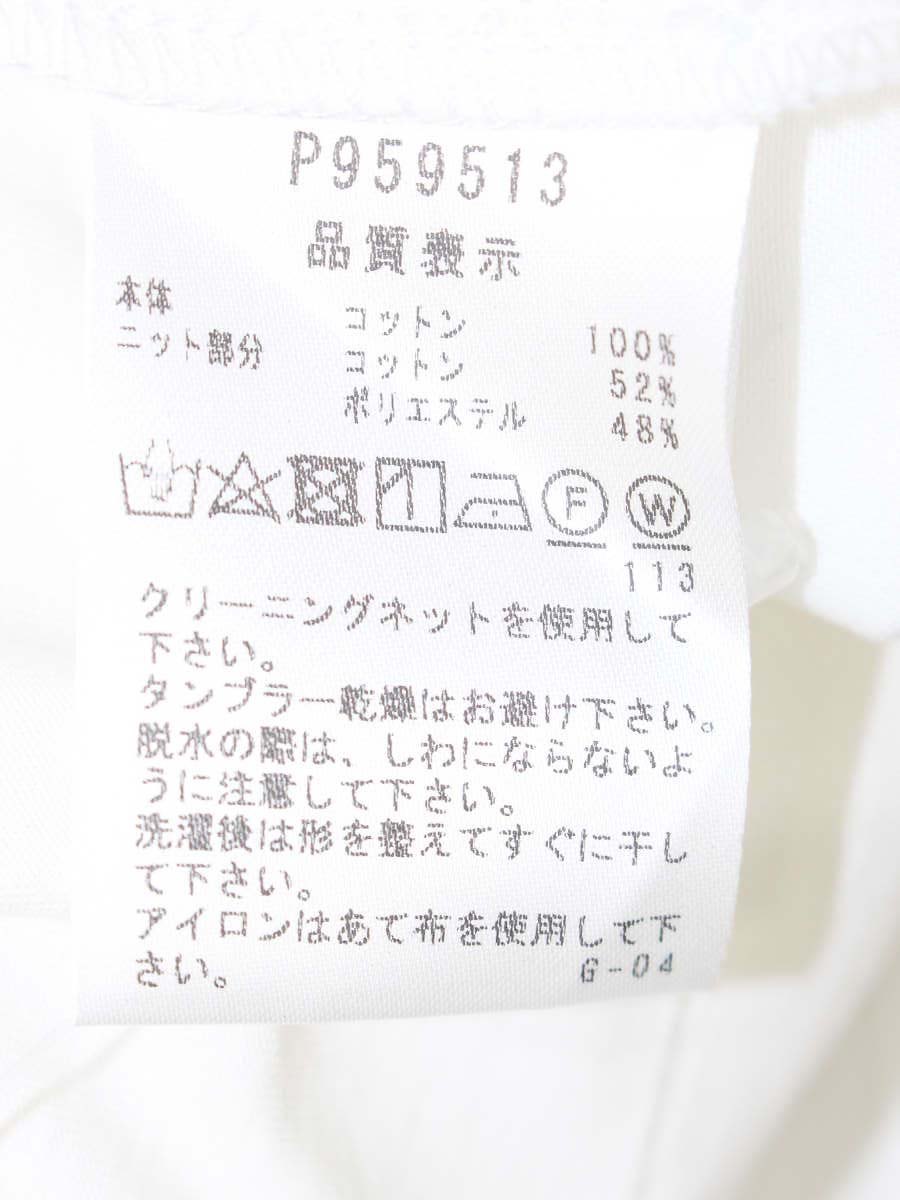 P959513
品質表示
本体 コットン 100%
ニット部分 コットン 52%
ポリエステル 48%
F W
113
クリーニングネットを使用して
下さい。
タンブラー乾燥はお避け下さい。
脱水の際は、しわにならないよ
うに注意して下さい。
洗濯後は形を整えてすぐに干し
て下さい。
アイロンはあて布を使用して下
さい。 G-04